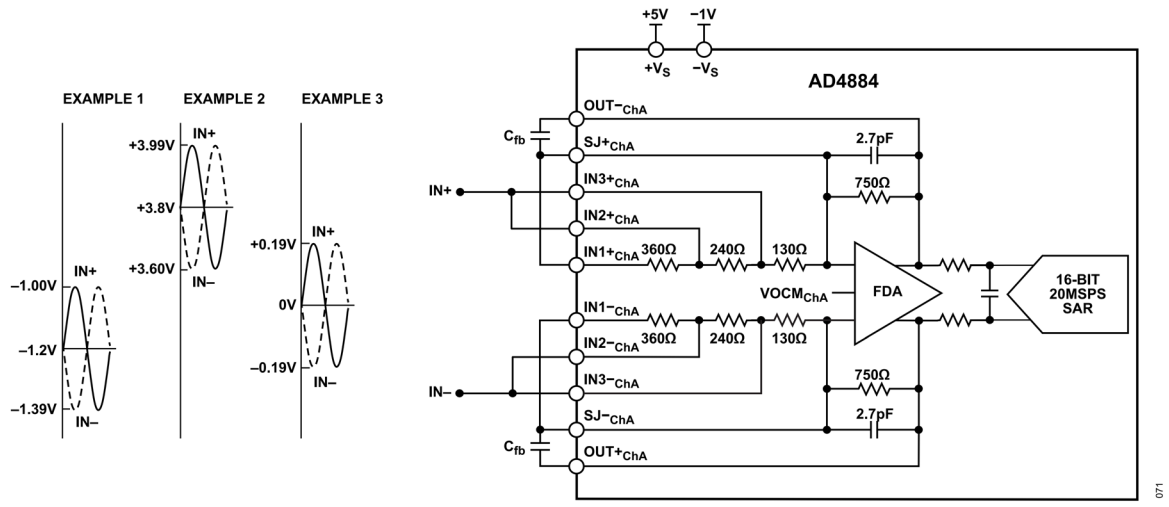 +5V
−1V
+VS
−VS
AD4884
EXAMPLE 1
EXAMPLE 2
EXAMPLE 3
IN+
+3.99V
+3.8V
+3.60V
IN−
IN+
+0.19V
0V
−0.19V
IN−
IN+
−1.00V
−1.2V
−1.39V
IN−
OUT−ChA
Cfb
SJ+ChA
2.7pF
IN+
IN3+ChA
750Ω
IN2+ChA
IN1+ChA
360Ω
240Ω
130Ω
VOCMChA
FDA
16-BIT
20MSPS
SAR
IN1−ChA
360Ω
240Ω
130Ω
IN2−ChA
IN−
IN3−ChA
750Ω
SJ−ChA
2.7pF
Cfb
OUT+ChA
071